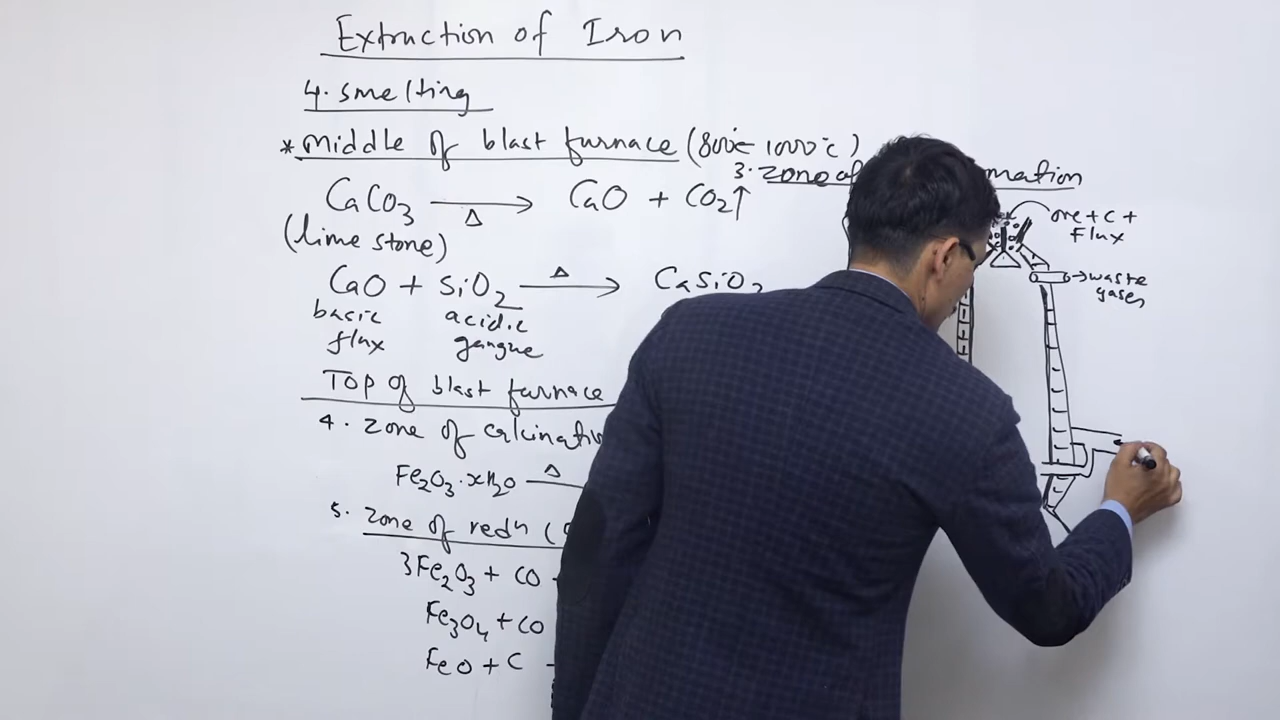 Extraction of Iron
4. smelting
*Middle of blast furnace (800°C - 1000°C)
3. Zone of
mation
CaCO3 ⟶ CaO + CO2↑
Δ
(lime stone)
CaO + SiO2 ⟶ CaSiO3
Δ
basic acidic
flux gangue
Top of blast furnace
4. Zone of calcination
Fe2O3.xH2O ⟶
Δ
5. Zone of redn (
3Fe2O3 + CO
Fe3O4 + CO
FeO + C
ore + C +
flux
→ waste
gases